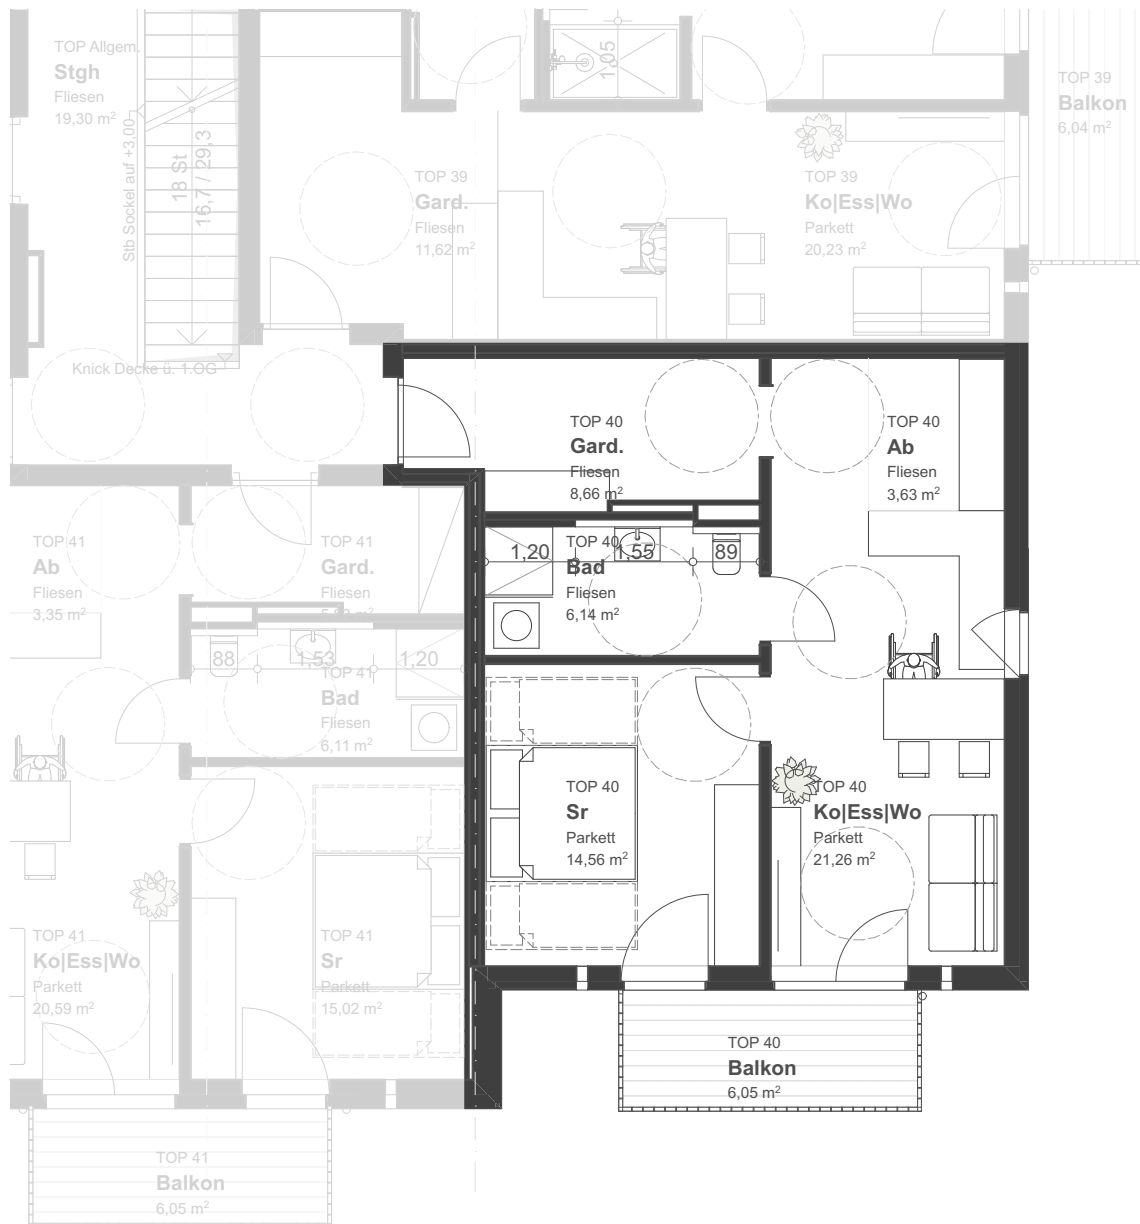 TOP Allgem.
Stgh
Fliesen
19,30 m²
Stb Sockel auf +3,00
18 St
16,7 / 29,3
1,05
TOP 39
Balkon
6,04 m²
TOP 39
Gard.
Fliesen
11,62 m²
TOP 39
Ko|Ess|Wo
Parkett
20,23 m²
Knick Decke ü. 1.OG
TOP 40
Gard.
Fliesen
8,66 m²
TOP 40
Ab
Fliesen
3,63 m²
TOP 41
Ab
Fliesen
3,35 m²
TOP 41
Gard.
Fliesen
1,20
1,55
89
TOP 40
Bad
Fliesen
6,14 m²
88
1,53
1,20
TOP 41
Bad
Fliesen
6,11 m²
TOP 40
Sr
Parkett
14,56 m²
TOP 40
Ko|Ess|Wo
Parkett
21,26 m²
TOP 41
Ko|Ess|Wo
Parkett
20,59 m²
TOP 41
Sr
Parkett
15,02 m²
TOP 40
Balkon
6,05 m²
TOP 41
Balkon
6,05 m²